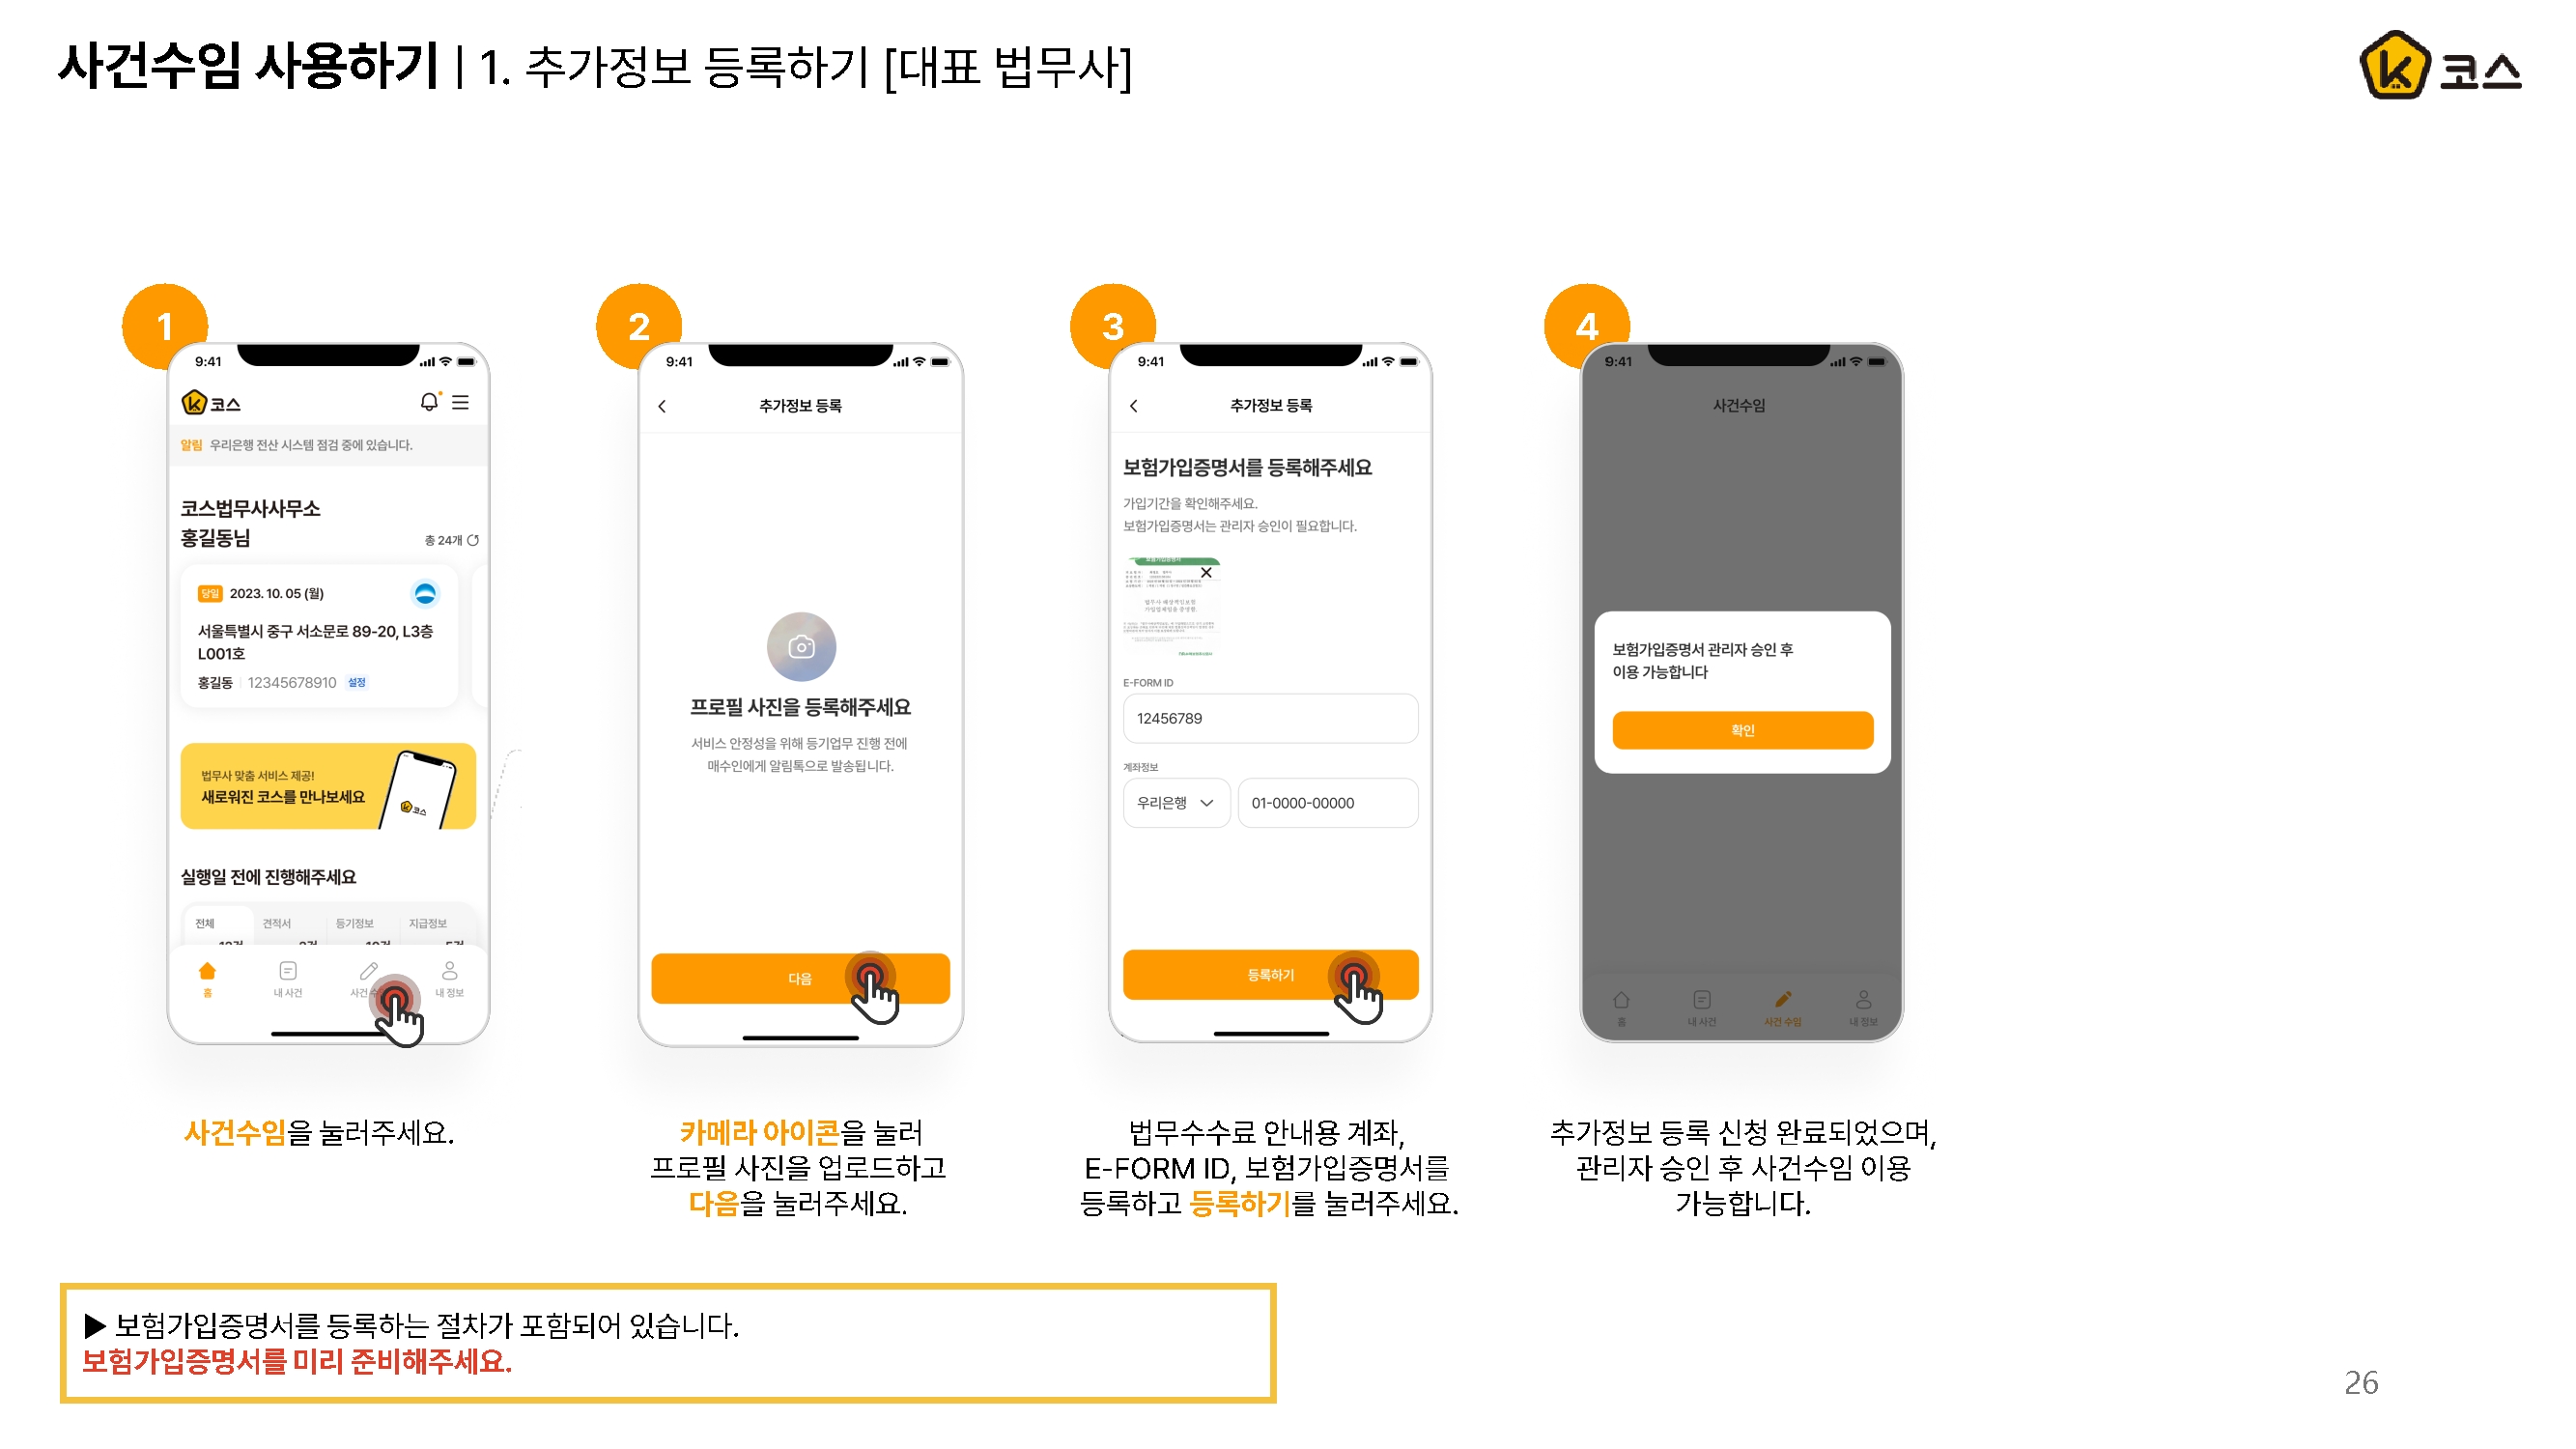 사건수임 사용하기 | 1. 추가정보 등록하기 [대표 법무사]
코스
1
9:41
코스
알림 우리은행 전산 시스템 점검 중에 있습니다.
코스법무사사무소
홍길동님
총 24개
당일 2023. 10. 05 (월)
서울특별시 중구 서소문로 89-20, L3층
L001호
홍길동 | 12345678910 설정
법무사 맞춤 서비스 제공!
새로워진 코스를 만나보세요
코스
실행일 전에 진행해주세요
전체 견적서 등기정보 지급정보
홈 내 사건 사건 내 정보
사건수임을 눌러주세요.
2
9:41
추가정보 등록
프로필 사진을 등록해주세요
서비스 안정성을 위해 등기업무 진행 전에
매수인에게 알림톡으로 발송됩니다.
다음
카메라 아이콘을 눌러
프로필 사진을 업로드하고
다음을 눌러주세요.
3
9:41
추가정보 등록
보험가입증명서를 등록해주세요
가입기간을 확인해주세요.
보험가입증명서는 관리자 승인이 필요합니다.
법무사 배상책임보험
가입업체임을 증명함.
E-FORM ID
12456789
계좌정보
우리은행 01-0000-00000
등록하기
법무수수료 안내용 계좌,
E-FORM ID, 보험가입증명서를
등록하고 등록하기를 눌러주세요.
4
9:41
사건수임
보험가입증명서 관리자 승인 후
이용 가능합니다
확인
홈 내 사건 사건 수임 내 정보
추가정보 등록 신청 완료되었으며,
관리자 승인 후 사건수임 이용
가능합니다.
▶ 보험가입증명서를 등록하는 절차가 포함되어 있습니다.
보험가입증명서를 미리 준비해주세요.
26